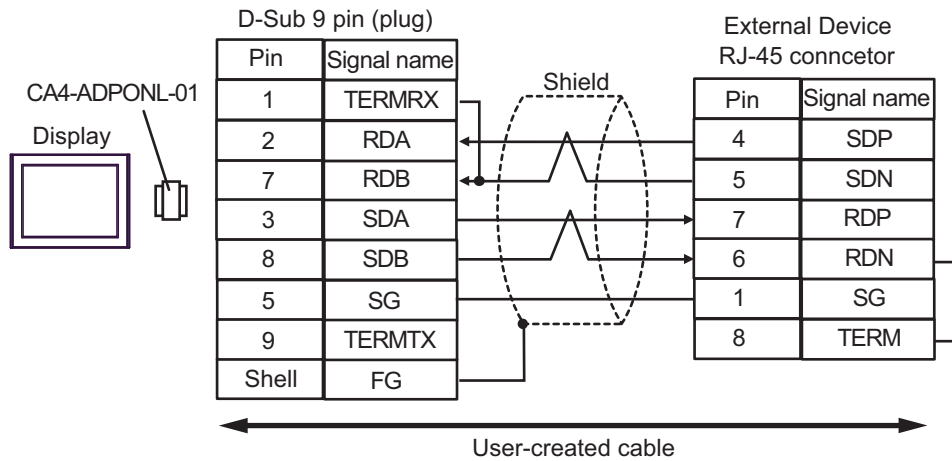 D-Sub 9 pin (plug)
External Device
RJ-45 conncetor
CA4-ADPONL-01
Display
Shield
Pin Signal name
1 TERMRX
2 RDA
7 RDB
3 SDA
8 SDB
5 SG
9 TERMTX
Shell FG
Pin Signal name
4 SDP
5 SDN
7 RDP
6 RDN
1 SG
8 TERM
User-created cable